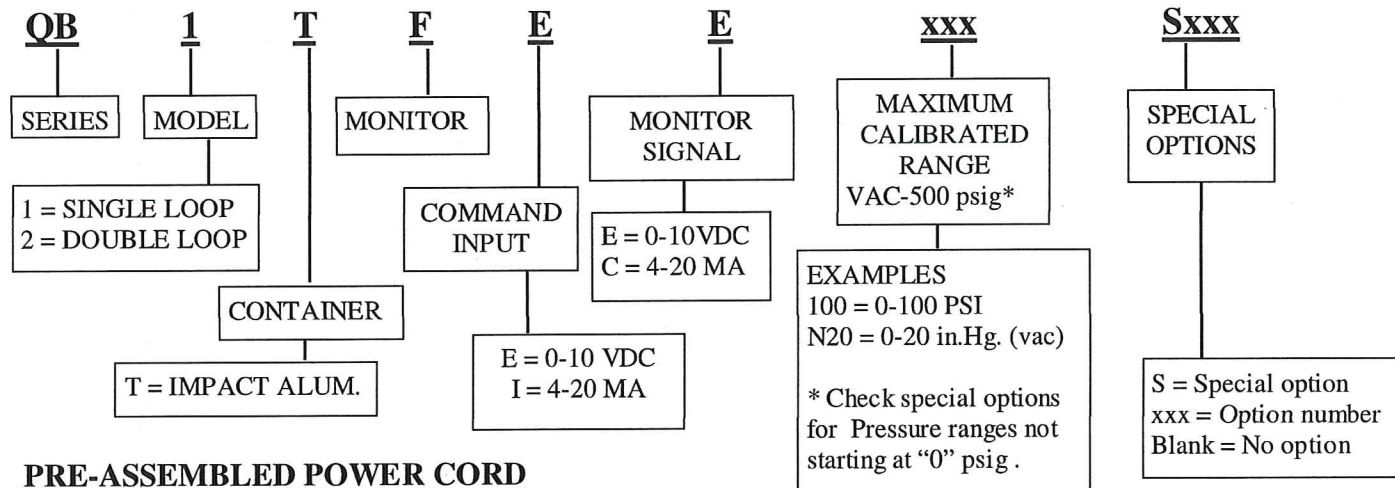 QB 1 T F E E xxx Sxxx
SERIES
MODEL
1 = SINGLE LOOP
2 = DOUBLE LOOP
CONTAINER
T = IMPACT ALUM.
MONITOR
COMMAND
INPUT
E = 0-10 VDC
I = 4-20 MA
MONITOR
SIGNAL
E = 0-10VDC
C = 4-20 MA
MAXIMUM
CALIBRATED
RANGE
VAC-500 psig*
EXAMPLES
100 = 0-100 PSI
N20 = 0-20 in.Hg. (vac)
* Check special options
for Pressure ranges not
starting at “0” psig .
SPECIAL
OPTIONS
S = Special option
xxx = Option number
Blank = No option
PRE-ASSEMBLED POWER CORD